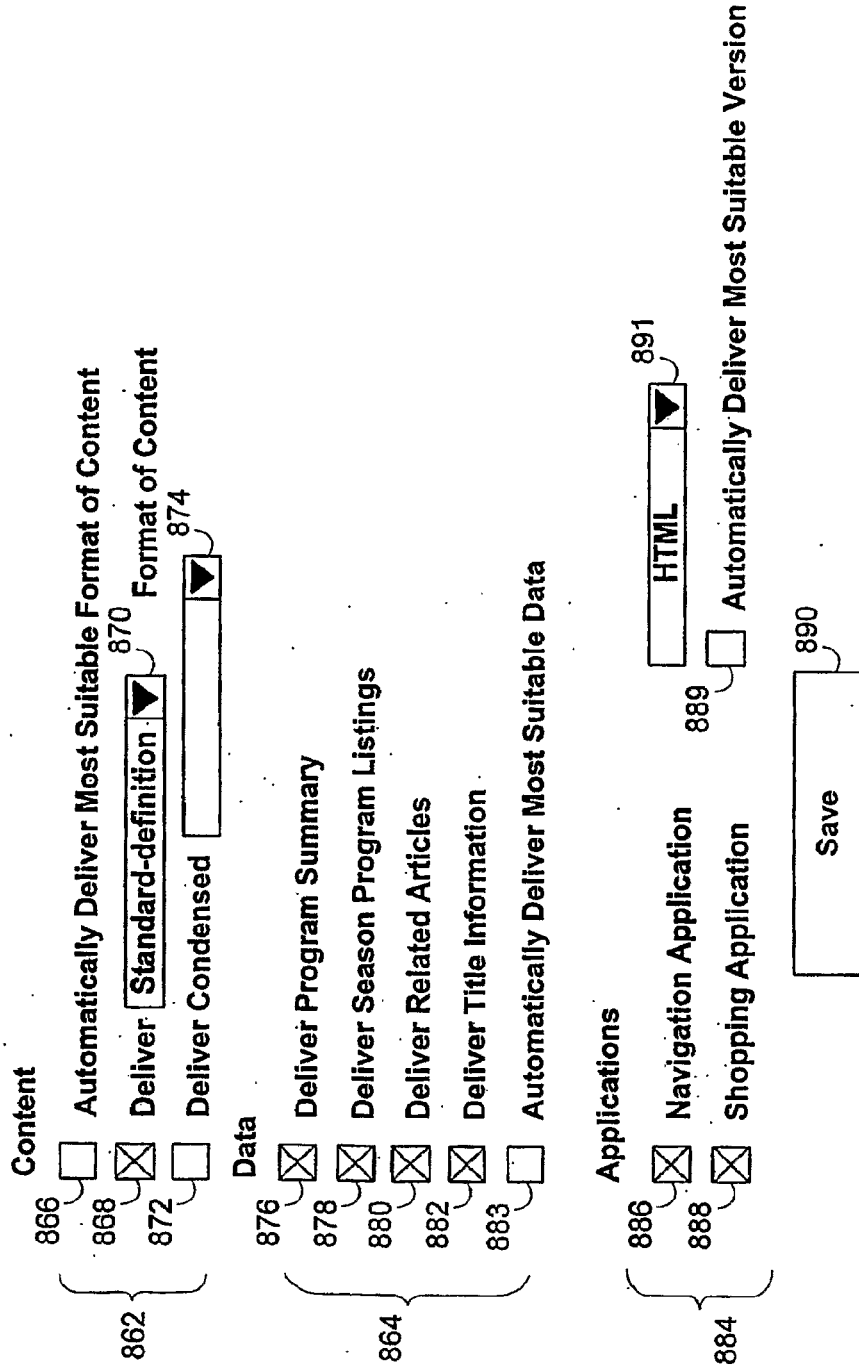 Content
866 Automatically Deliver Most Suitable Format of Content
868 Deliver Standard-definition 870 Format of Content
872 Deliver Condensed 874
862
Data
876 Deliver Program Summary
878 Deliver Season Program Listings
880 Deliver Related Articles
882 Deliver Title Information
883 Automatically Deliver Most Suitable Data
864
Applications
886 Navigation Application HTML 891
888 Shopping Application 889 Automatically Deliver Most Suitable Version
884
Save 890